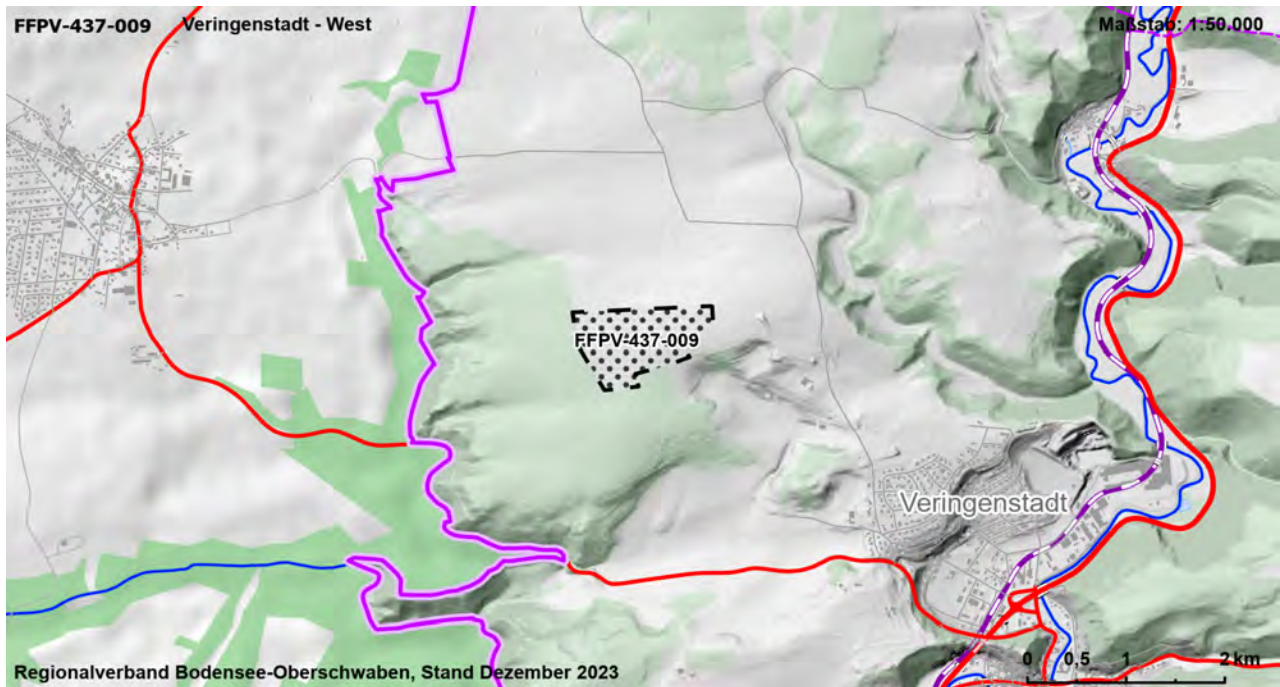 FFPV-437-009 Veringenstadt - West Maßstab: 1:50.000
FFPV-437-009
Veringenstadt
Regionalverband Bodensee-Oberschwaben, Stand Dezember 2023
0 0,5 1 2 km